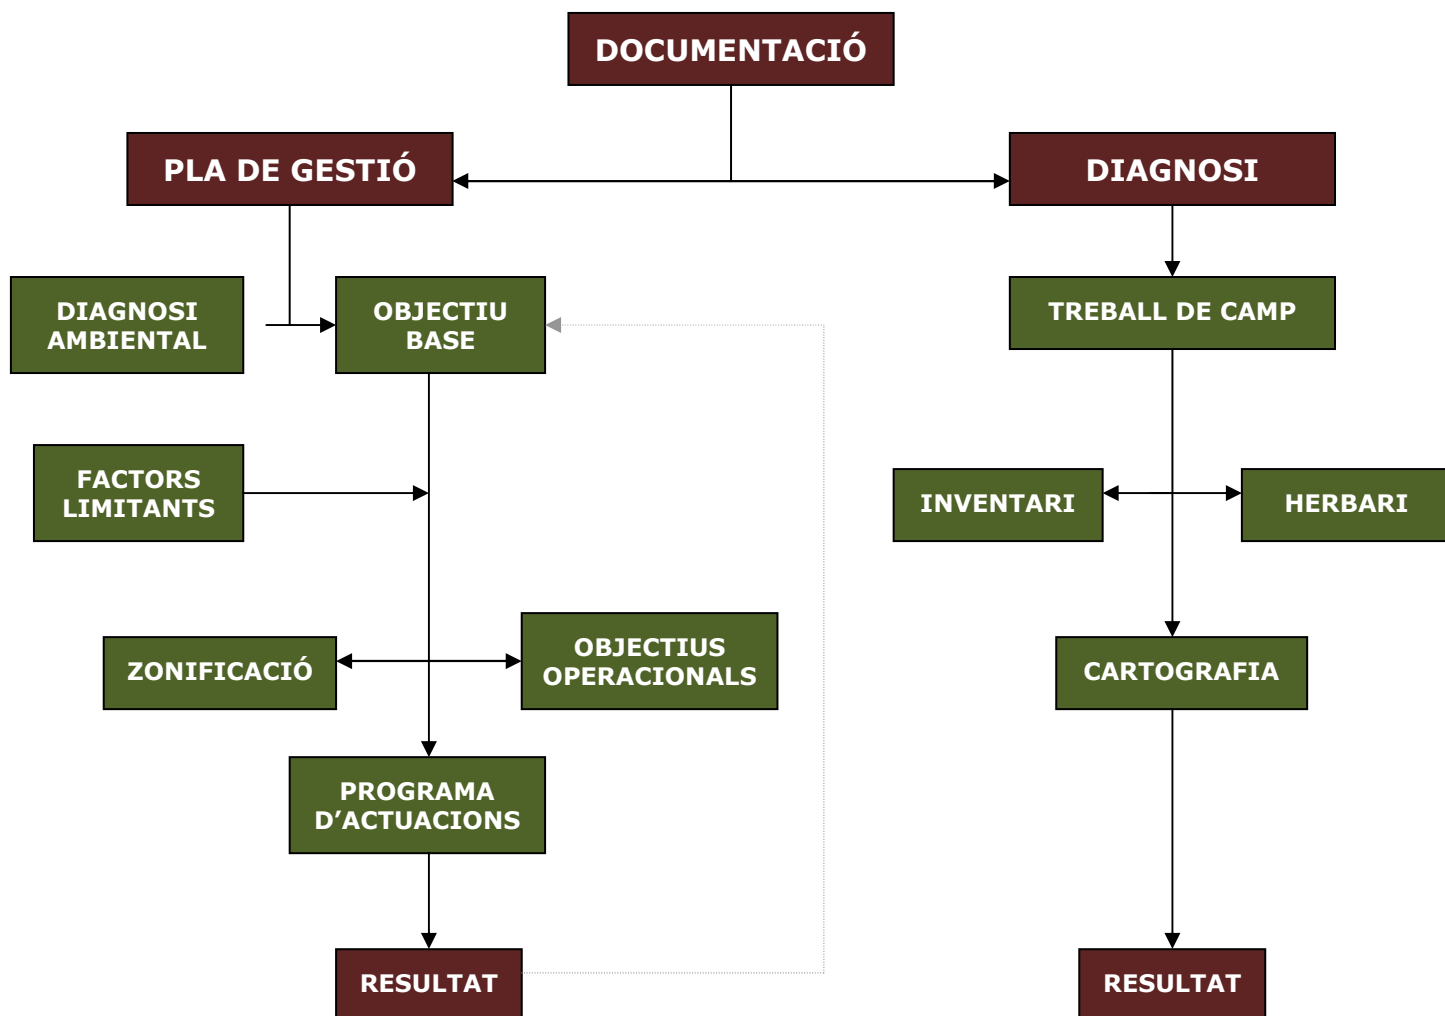 DOCUMENTACIÓ
PLA DE GESTIÓ
DIAGNOSI
DIAGNOSI
AMBIENTAL
OBJECTIU
BASE
TREBALL DE CAMP
FACTORS
LIMITANTS
INVENTARI
HERBARI
ZONIFICACIÓ
OBJECTIUS
OPERACIONALS
CARTOGRAFIA
PROGRAMA
D’ACTUACIONS
RESULTAT
RESULTAT